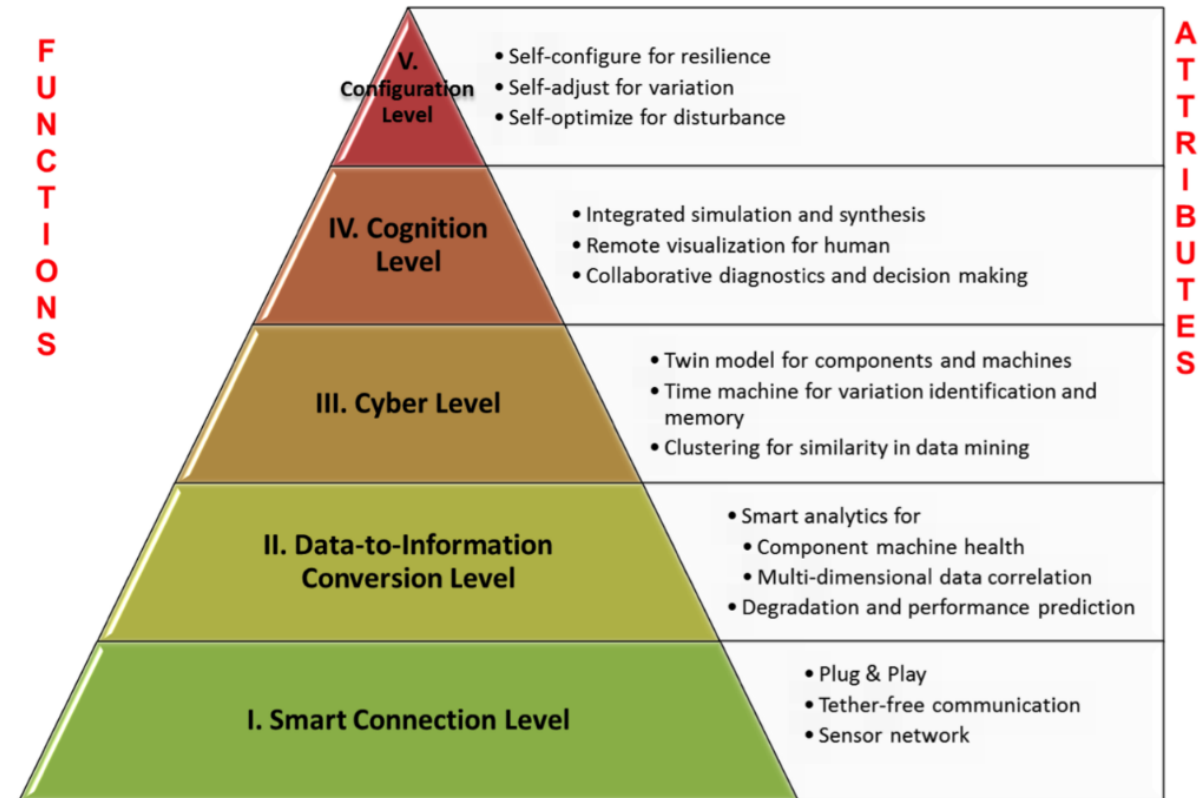 FUNCTIONS
ATTRIBUTES
V.
Configuration
Level
• Self-configure for resilience
• Self-adjust for variation
• Self-optimize for disturbance
IV. Cognition
Level
• Integrated simulation and synthesis
• Remote visualization for human
• Collaborative diagnostics and decision making
III. Cyber Level
• Twin model for components and machines
• Time machine for variation identification and
memory
• Clustering for similarity in data mining
II. Data-to-Information
Conversion Level
• Smart analytics for
• Component machine health
• Multi-dimensional data correlation
• Degradation and performance prediction
I. Smart Connection Level
• Plug & Play
• Tether-free communication
• Sensor network